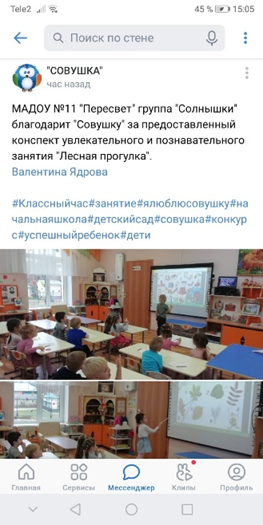 Tele2 45 % 15:05
Поиск по стене
"СОВУШКА"
час назад
МАДОУ №11 "Пересвет" группа "Солнышки"
благодарит "Совушку" за предоставленный
конспект увлекательного и познавательного
занятия "Лесная прогулка".
Валентина Ядрова
#Классныйчас#занятие#ялюблюсовушку#на
чальнаяшкола#детскийсад#совушка#конкур
с#успешныйребенок#дети
Главная Сервисы Мессенджер Клипы Профиль